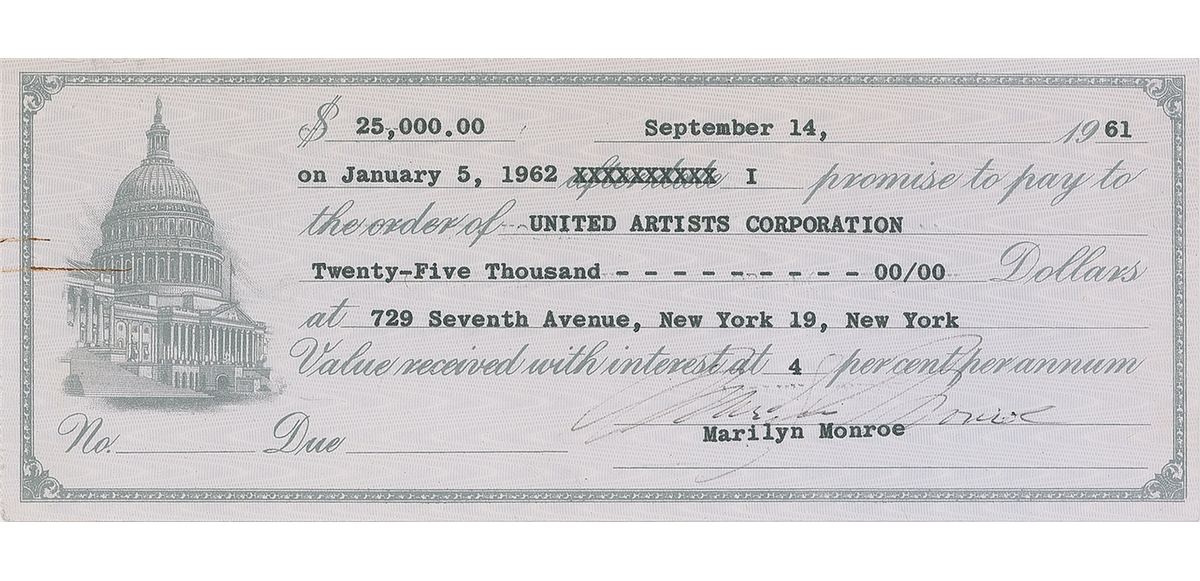 $ 25,000.00 September 14, 1961
on January 5, 1962 XXXXXXXXXX I promise to pay to
the order of UNITED ARTISTS CORPORATION
Twenty-Five Thousand - - - - - - - - - 00/00 Dollars
at 729 Seventh Avenue, New York 19, New York
Value received with interest at 4 per cent per annum
Marilyn Monroe
Marilyn Monroe
No. Due